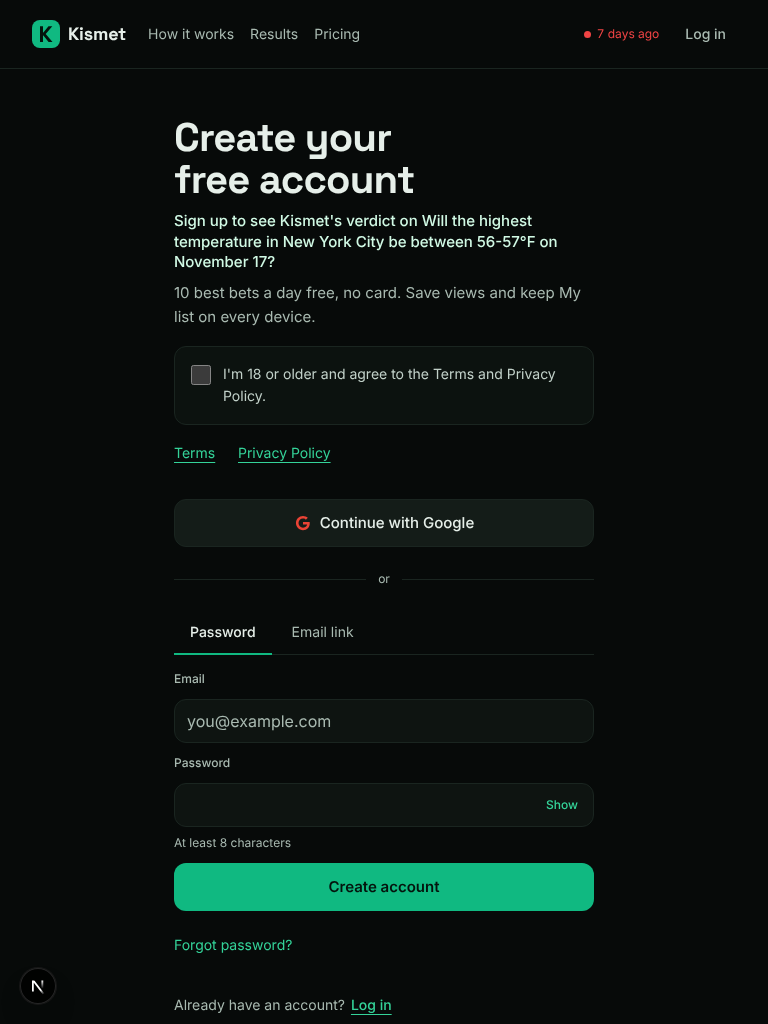 K Kismet How it works Results Pricing 7 days ago Log in
Create your
free account
Sign up to see Kismet's verdict on Will the highest
temperature in New York City be between 56-57°F on
November 17?
10 best bets a day free, no card. Save views and keep My
list on every device.
I'm 18 or older and agree to the Terms and Privacy
Policy.
Terms Privacy Policy
G Continue with Google
or
Password Email link
Email
you@example.com
Password
Show
At least 8 characters
Create account
Forgot password?
N
Already have an account? Log in